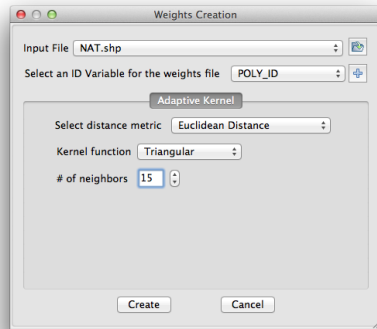 Weights Creation
Input File NAT.shp
Select an ID Variable for the weights file POLY_ID
Adaptive Kernel
Select distance metric Euclidean Distance
Kernel function Triangular
# of neighbors 15
Create Cancel